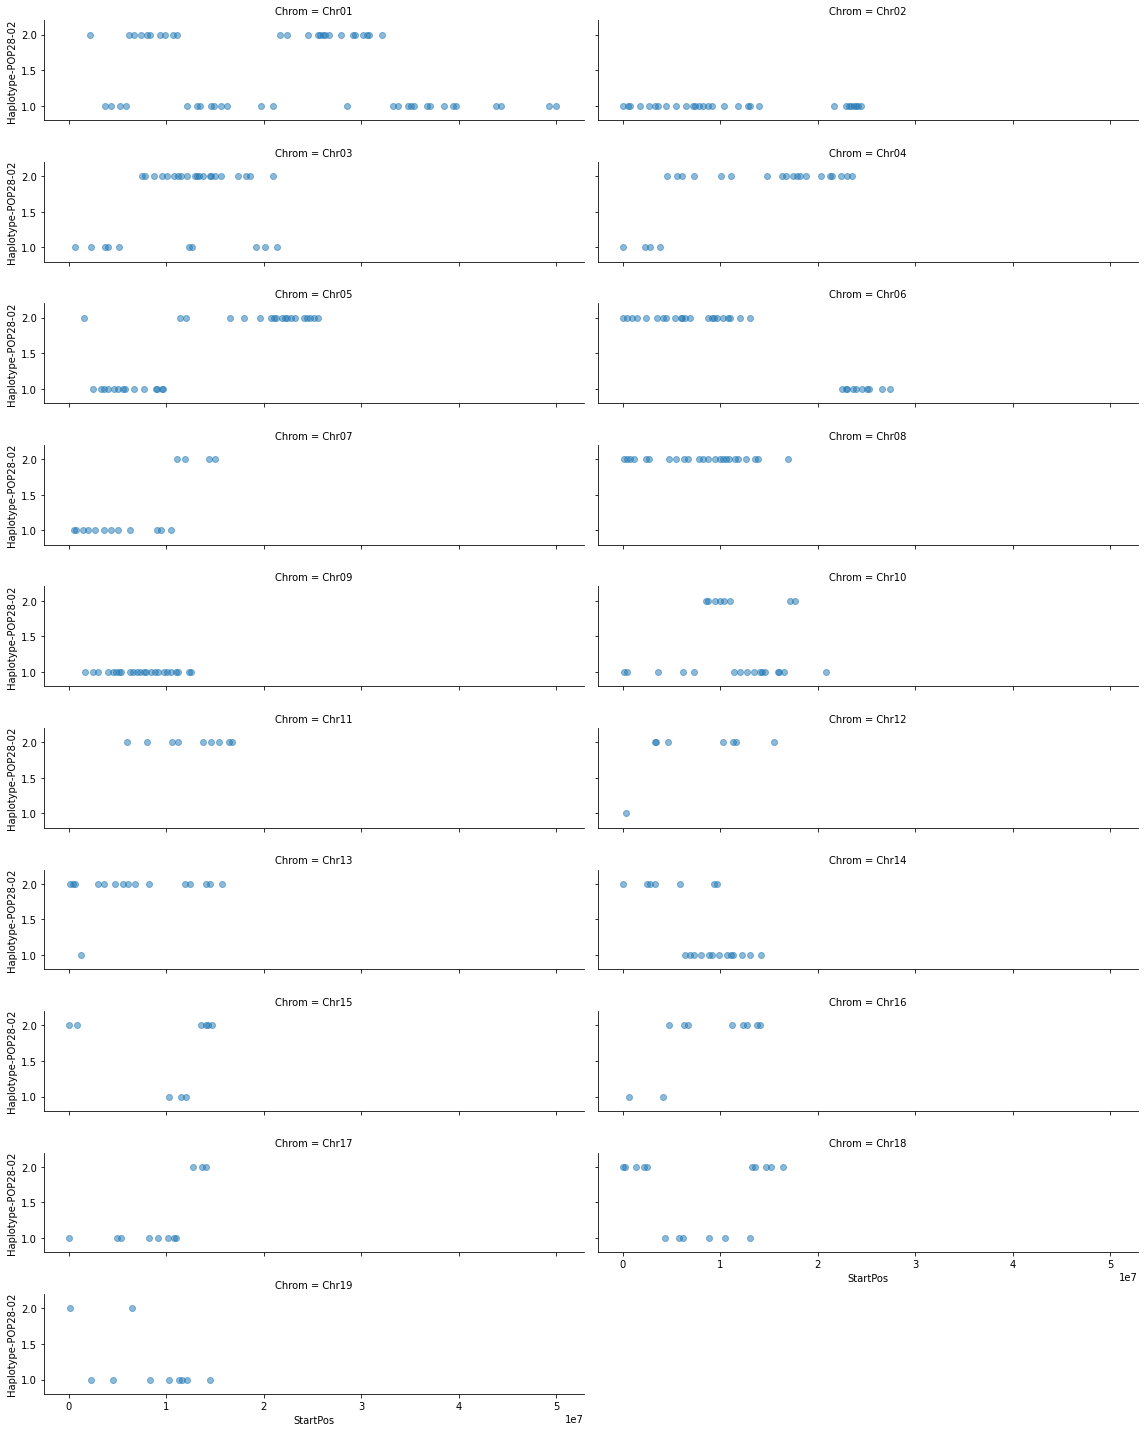 Chrom = Chr01
Chrom = Chr02
Haplotype-POP28-02
2.0
1.5
1.0
Chrom = Chr03
Chrom = Chr04
Haplotype-POP28-02
2.0
1.5
1.0
Chrom = Chr05
Chrom = Chr06
Haplotype-POP28-02
2.0
1.5
1.0
Chrom = Chr07
Chrom = Chr08
Haplotype-POP28-02
2.0
1.5
1.0
Chrom = Chr09
Chrom = Chr10
Haplotype-POP28-02
2.0
1.5
1.0
Chrom = Chr11
Chrom = Chr12
Haplotype-POP28-02
2.0
1.5
1.0
Chrom = Chr13
Chrom = Chr14
Haplotype-POP28-02
2.0
1.5
1.0
Chrom = Chr15
Chrom = Chr16
Haplotype-POP28-02
2.0
1.5
1.0
Chrom = Chr17
Chrom = Chr18
Haplotype-POP28-02
2.0
1.5
1.0
0 1 2 3 4 5
StartPos
1e7
Chrom = Chr19
Haplotype-POP28-02
2.0
1.5
1.0
0 1 2 3 4 5
StartPos
1e7